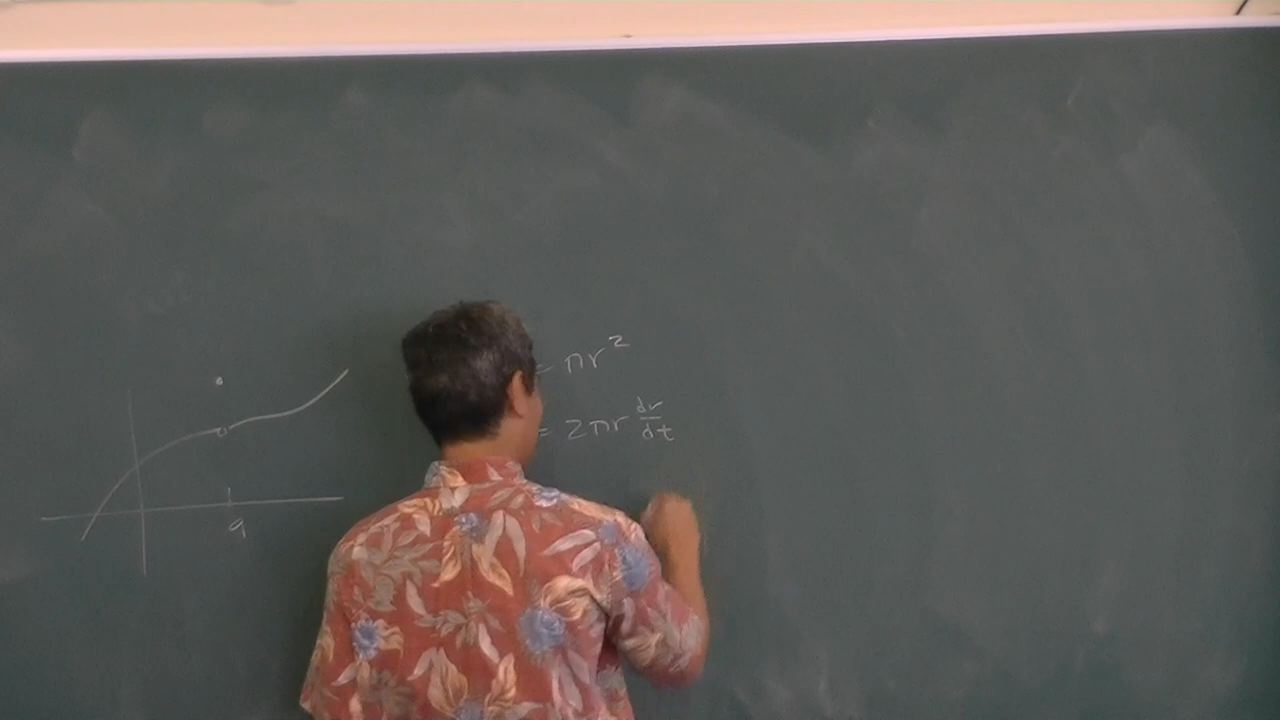 = πr²
= 2πr dr/dt
a